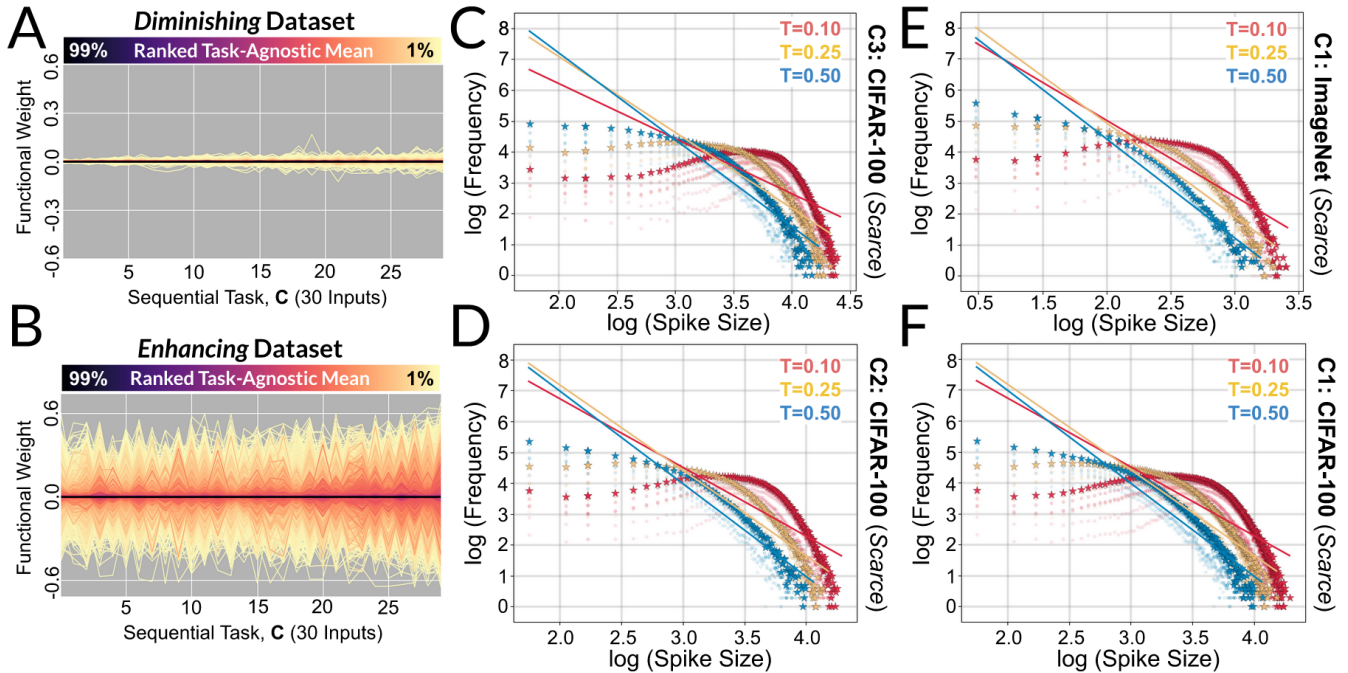 A
Diminishing Dataset
99% Ranked Task-Agnostic Mean 1%
Functional Weight
0.6
0.3
0.0
-0.3
-0.6
5 10 15 20 25
Sequential Task, C (30 Inputs)
B
Enhancing Dataset
99% Ranked Task-Agnostic Mean 1%
Functional Weight
0.6
0.0
-0.6
5 10 15 20 25
Sequential Task, C (30 Inputs)
C
T=0.10
T=0.25
T=0.50
log (Frequency)
8
7
6
5
4
3
2
1
0
2.0 2.5 3.0 3.5 4.0 4.5
log (Spike Size)
C3: CIFAR-100 (Scarce)
D
T=0.10
T=0.25
T=0.50
log (Frequency)
8
7
6
5
4
3
2
1
0
2.0 2.5 3.0 3.5 4.0
log (Spike Size)
C2: CIFAR-100 (Scarce)
E
T=0.10
T=0.25
T=0.50
log (Frequency)
8
7
6
5
4
3
2
1
0
0.5 1.5 1.5 2.0 2.5 3.0 3.5
log (Spike Size)
C1: ImageNet (Scarce)
F
T=0.10
T=0.25
T=0.50
log (Frequency)
8
7
6
5
4
3
2
1
0
2.0 2.5 3.0 3.5 4.0
log (Spike Size)
C1: CIFAR-100 (Scarce)